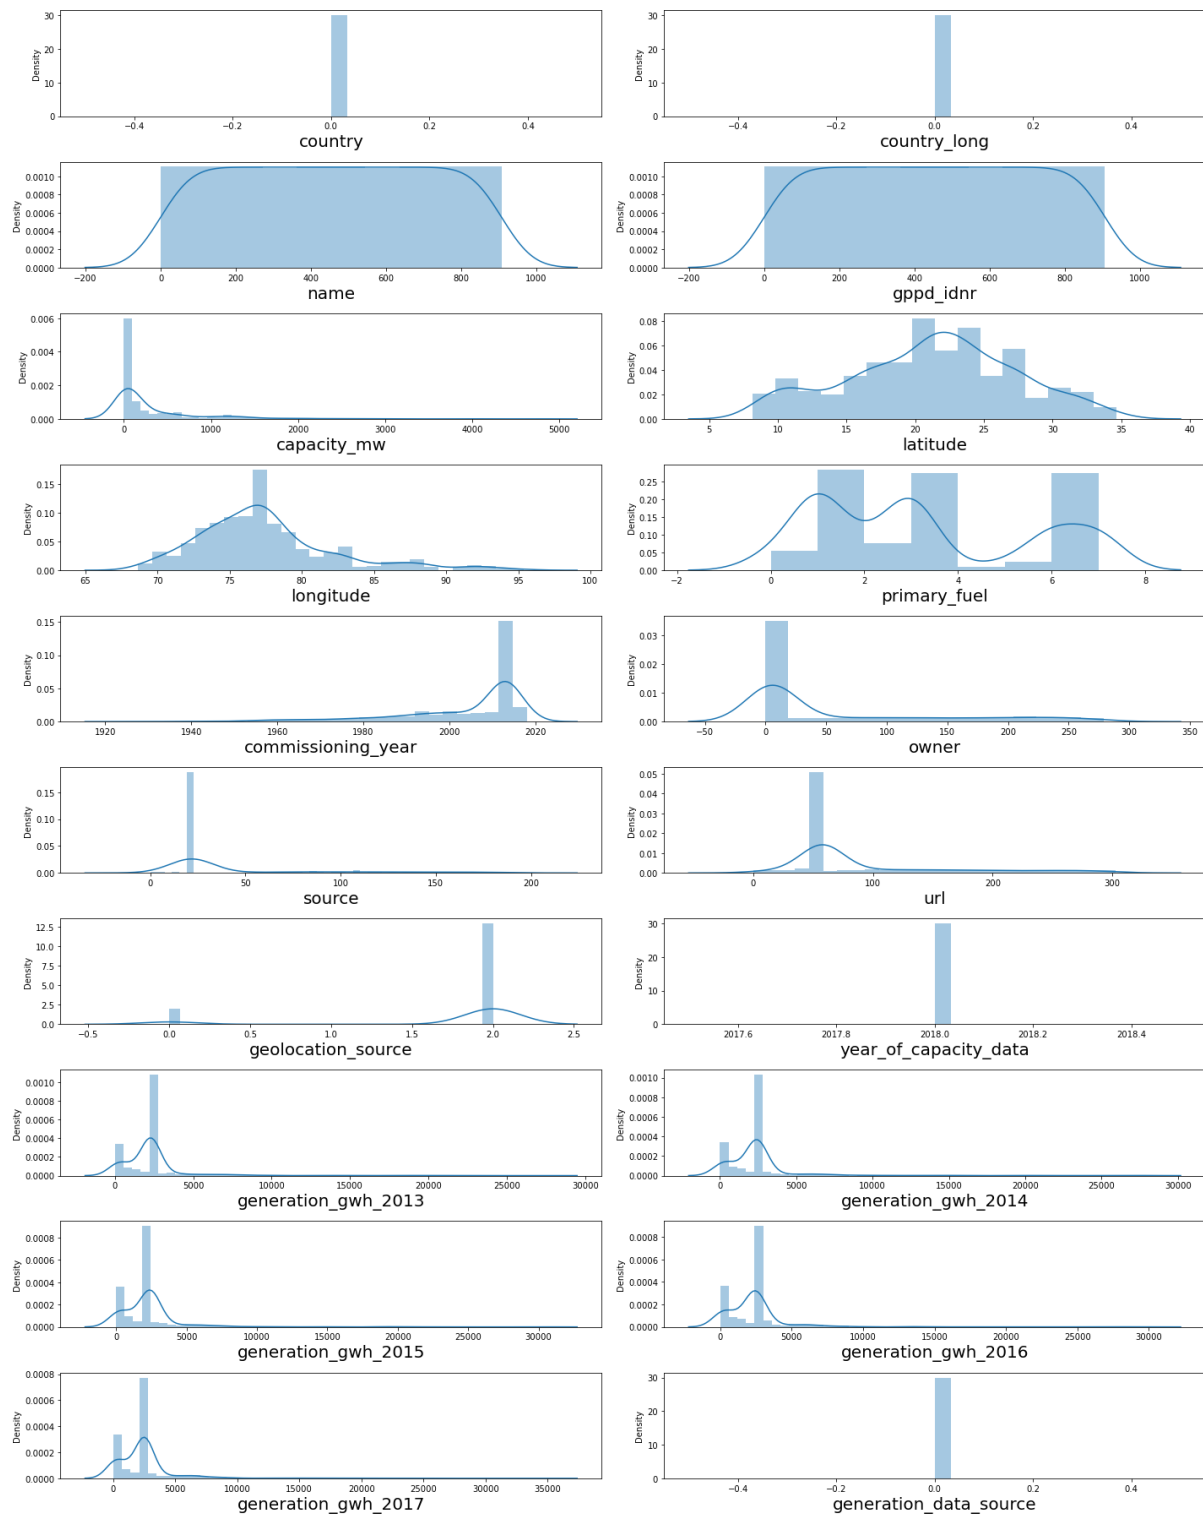 30
20
10
0
Density
−0.4 −0.2 0.0 0.2 0.4
country
30
20
10
0
Density
−0.4 −0.2 0.0 0.2 0.4
country_long
0.0010
0.0008
0.0006
0.0004
0.0002
0.0000
Density
−200 0 200 400 600 800 1000
name
0.0010
0.0008
0.0006
0.0004
0.0002
0.0000
Density
−200 0 200 400 600 800 1000
gppd_idnr
0.006
0.004
0.002
0.000
Density
0 1000 2000 3000 4000 5000
capacity_mw
0.08
0.06
0.04
0.02
0.00
Density
5 10 15 20 25 30 35 40
latitude
0.15
0.10
0.05
0.00
Density
65 70 75 80 85 90 95 100
longitude
0.25
0.20
0.15
0.10
0.05
0.00
Density
−2 0 2 4 6 8
primary_fuel
0.15
0.10
0.05
0.00
Density
1920 1940 1960 1980 2000 2020
commissioning_year
0.03
0.02
0.01
0.00
Density
−50 0 50 100 150 200 250 300 350
owner
0.15
0.10
0.05
0.00
Density
0 50 100 150 200
source
0.05
0.04
0.03
0.02
0.01
0.00
Density
0 100 200 300
url
12.5
10.0
7.5
5.0
2.5
0.0
Density
−0.5 0.0 0.5 1.0 1.5 2.0 2.5
geolocation_source
30
20
10
0
Density
2017.6 2017.8 2018.0 2018.2 2018.4
year_of_capacity_data
0.0010
0.0008
0.0006
0.0004
0.0002
0.0000
Density
0 5000 10000 15000 20000 25000 30000
generation_gwh_2013
0.0010
0.0008
0.0006
0.0004
0.0002
0.0000
Density
0 5000 10000 15000 20000 25000 30000
generation_gwh_2014
0.0008
0.0006
0.0004
0.0002
0.0000
Density
0 5000 10000 15000 20000 25000 30000
generation_gwh_2015
0.0008
0.0006
0.0004
0.0002
0.0000
Density
0 5000 10000 15000 20000 25000 30000
generation_gwh_2016
0.0008
0.0006
0.0004
0.0002
0.0000
Density
0 5000 10000 15000 20000 25000 30000 35000
generation_gwh_2017
30
20
10
0
Density
−0.4 −0.2 0.0 0.2 0.4
generation_data_source